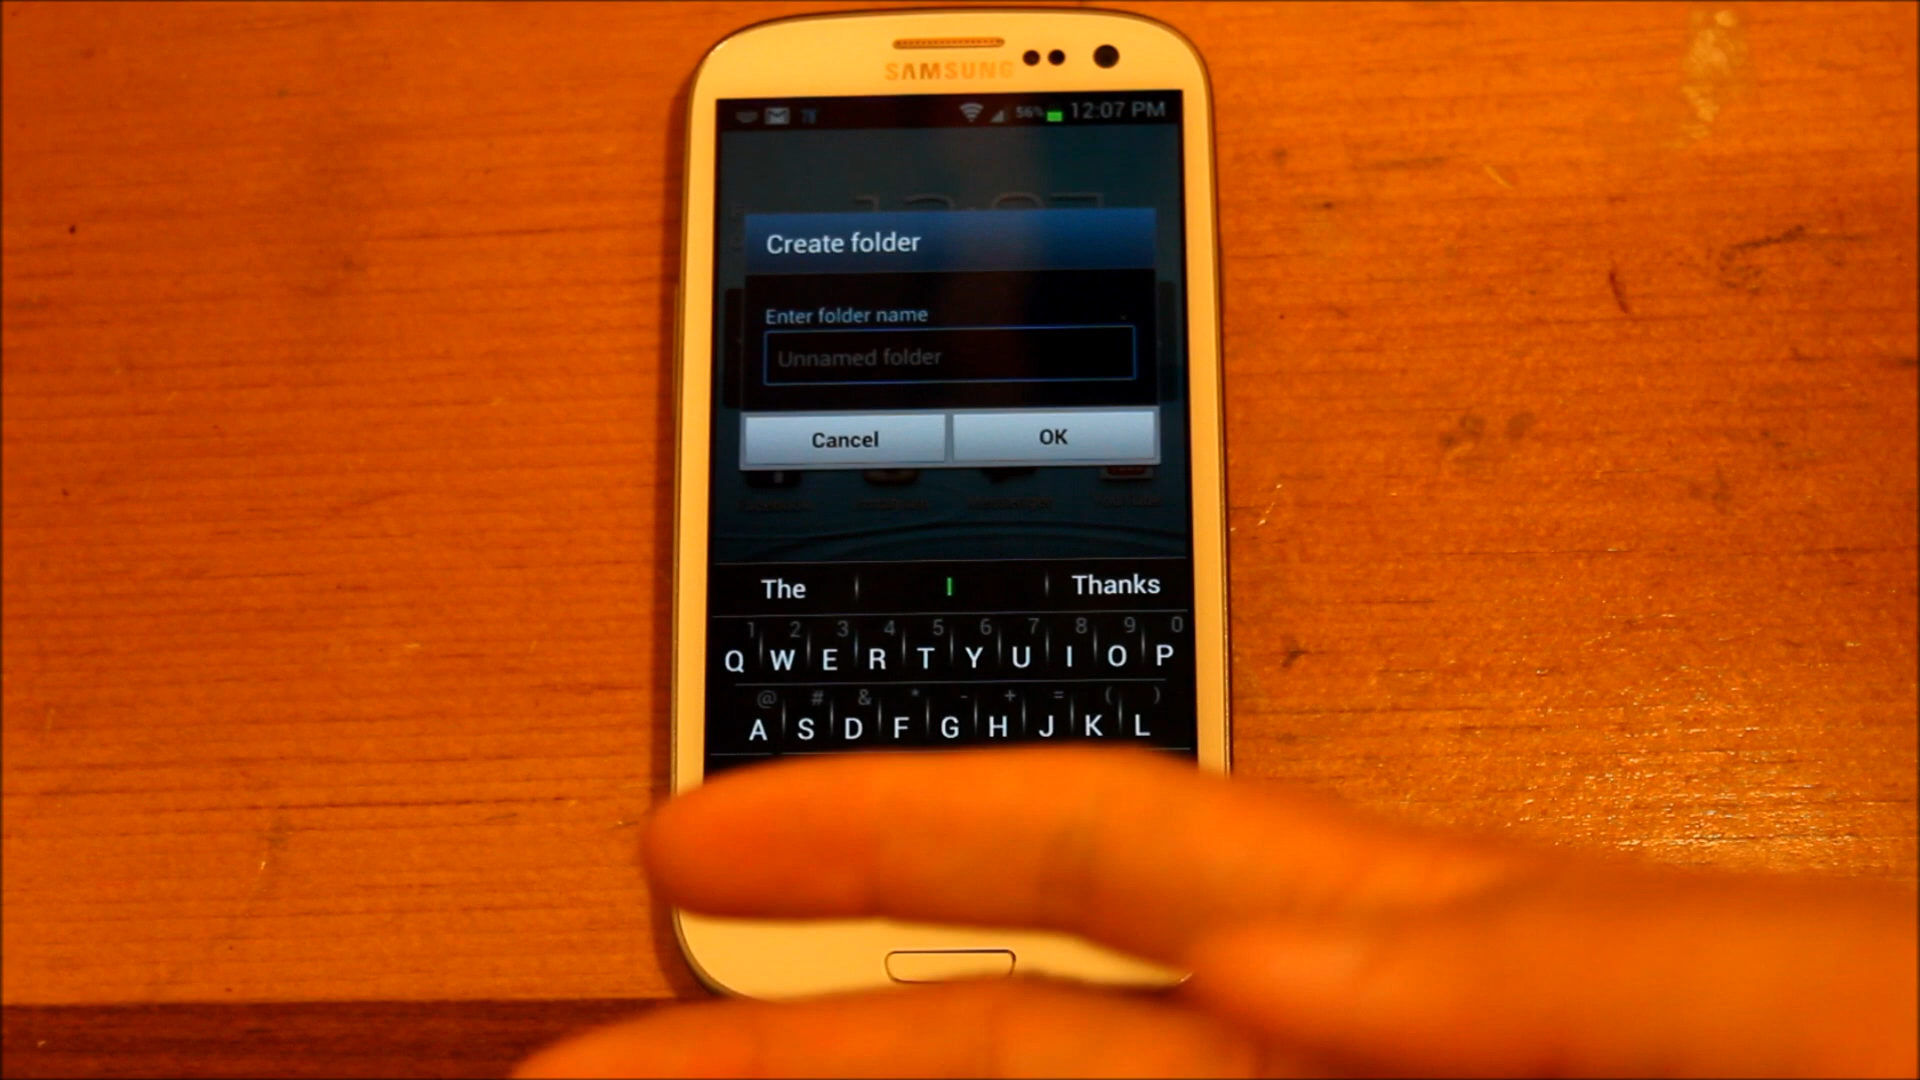 SAMSUNG
56% 12:07 PM
Create folder
Enter folder name
Unnamed folder
Cancel OK
The I Thanks
1 2 3 4 5 6 7 8 9 0
Q W E R T Y U I O P
@ # & * - + = ( )
A S D F G H J K L